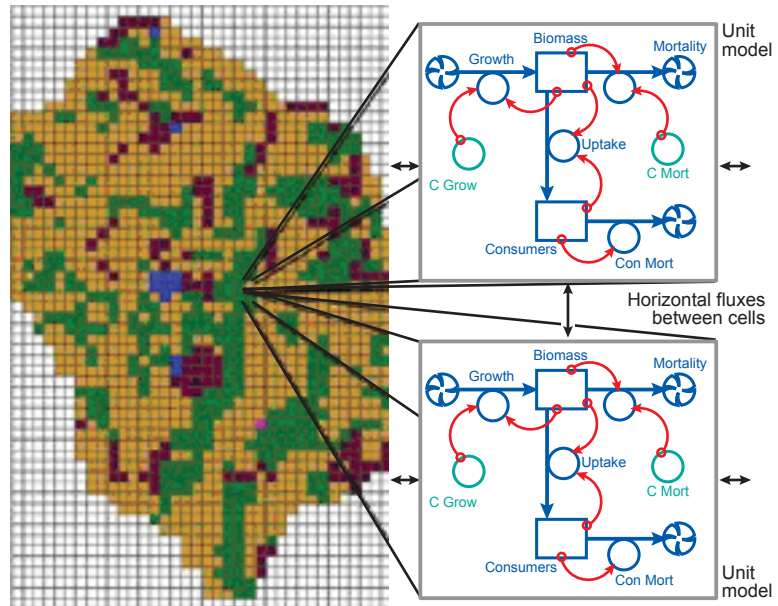 Unit
model
Biomass
Growth
Mortality
Uptake
C Grow
C Mort
Consumers
Con Mort
Horizontal fluxes
between cells
Biomass
Growth
Mortality
Uptake
C Grow
C Mort
Consumers
Con Mort
Unit
model